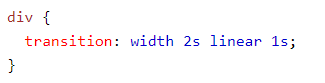 div {
  transition: width 2s linear 1s;
}